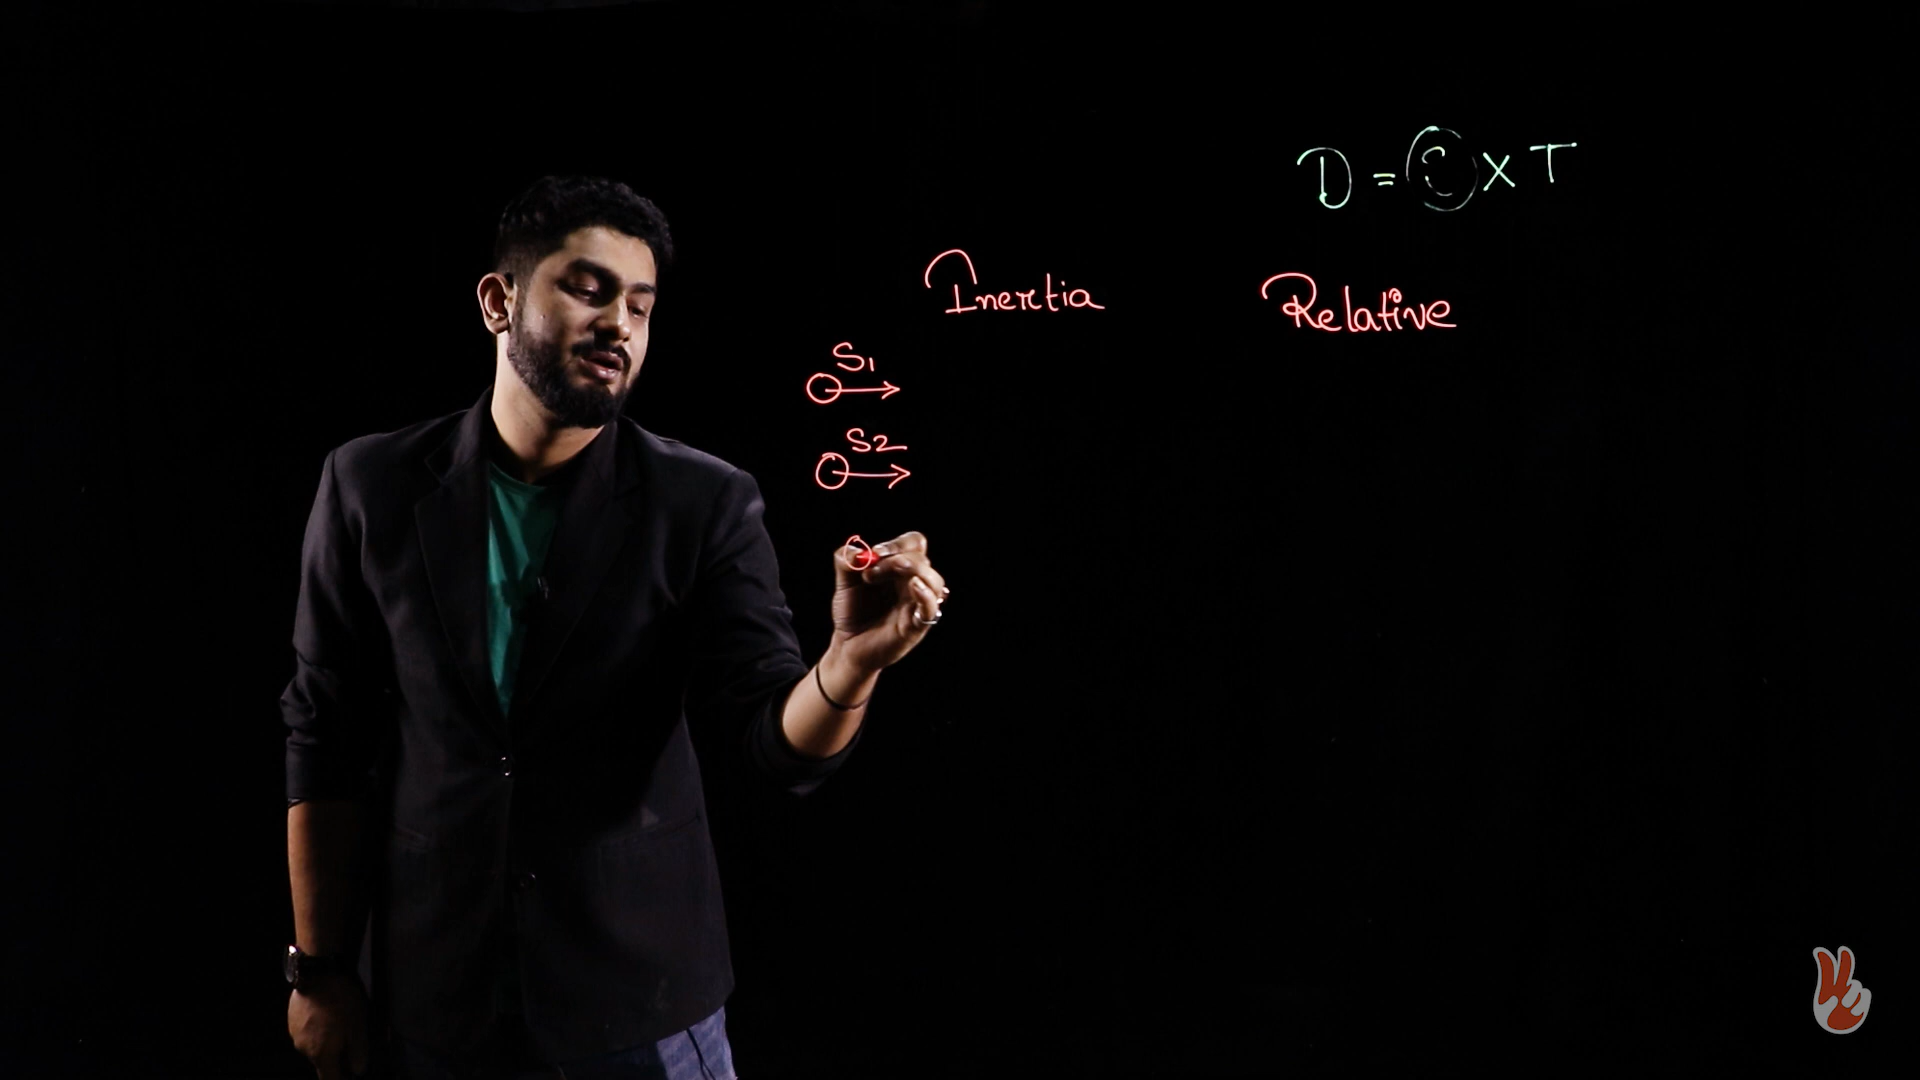 D = S × T
Inertia Relative
S1
S2